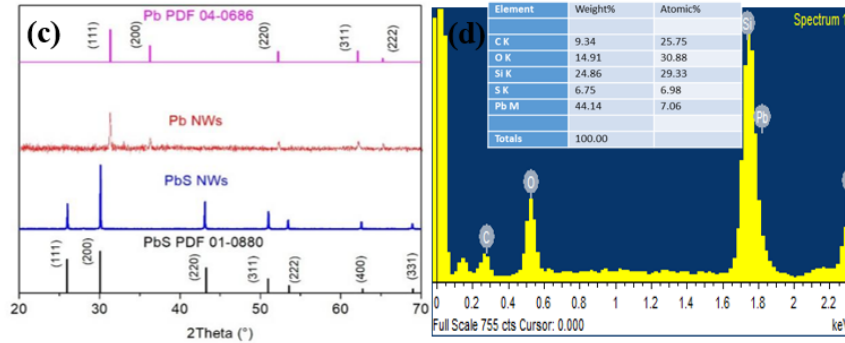 (c)
Pb PDF 04-0686
(111)
(200)
(220)
(311)
(222)
Pb NWs
PbS NWs
PbS PDF 01-0880
(111)
(200)
(220)
(311)
(222)
(400)
(331)
20 30 40 50 60 70
2Theta (°)
(d)
Element Weight% Atomic%
C K 9.34 25.75
O K 14.91 30.88
Si K 24.86 29.33
S K 6.75 6.98
Pb M 44.14 7.06
Totals 100.00
Spectrum 1
Si
Pb
O
C
0 0.2 0.4 0.6 0.8 1 1.2 1.4 1.6 1.8 2 2.2
Full Scale 755 cts Cursor: 0.000
keV